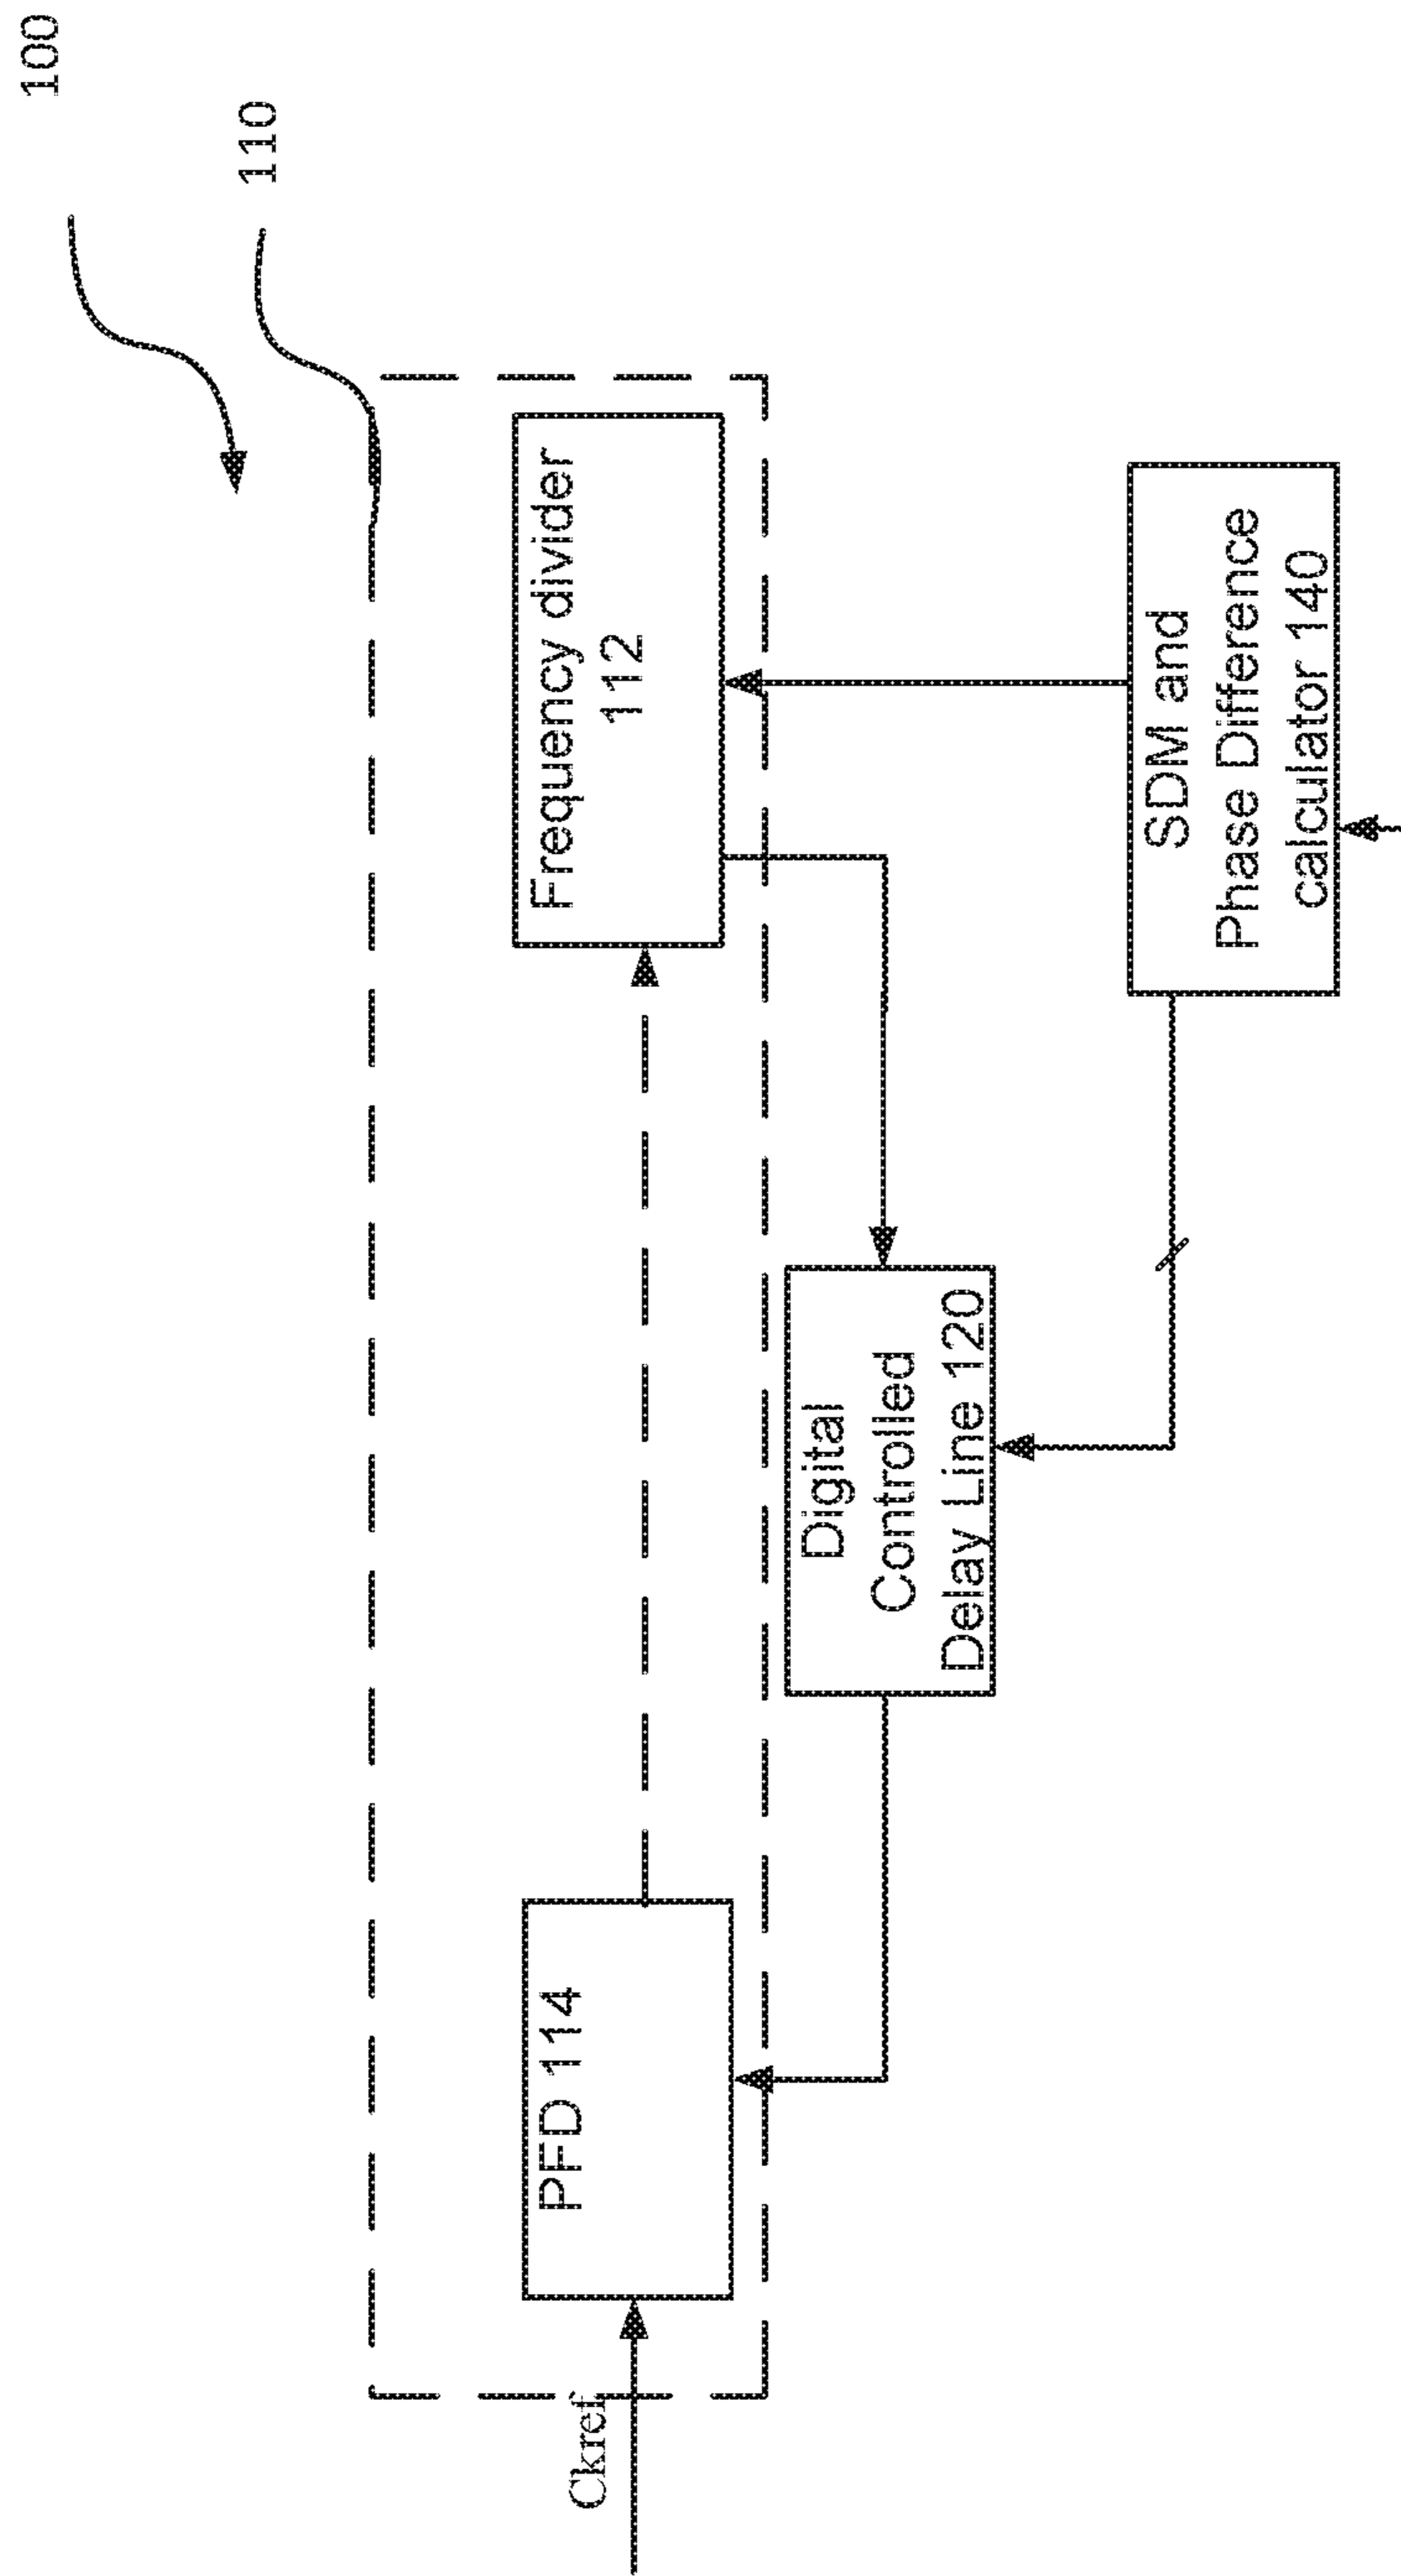 100
110
Ckref
PFD 114
Frequency divider
112
Digital
Controlled
Delay Line 120
SDM and
Phase Difference
calculator 140